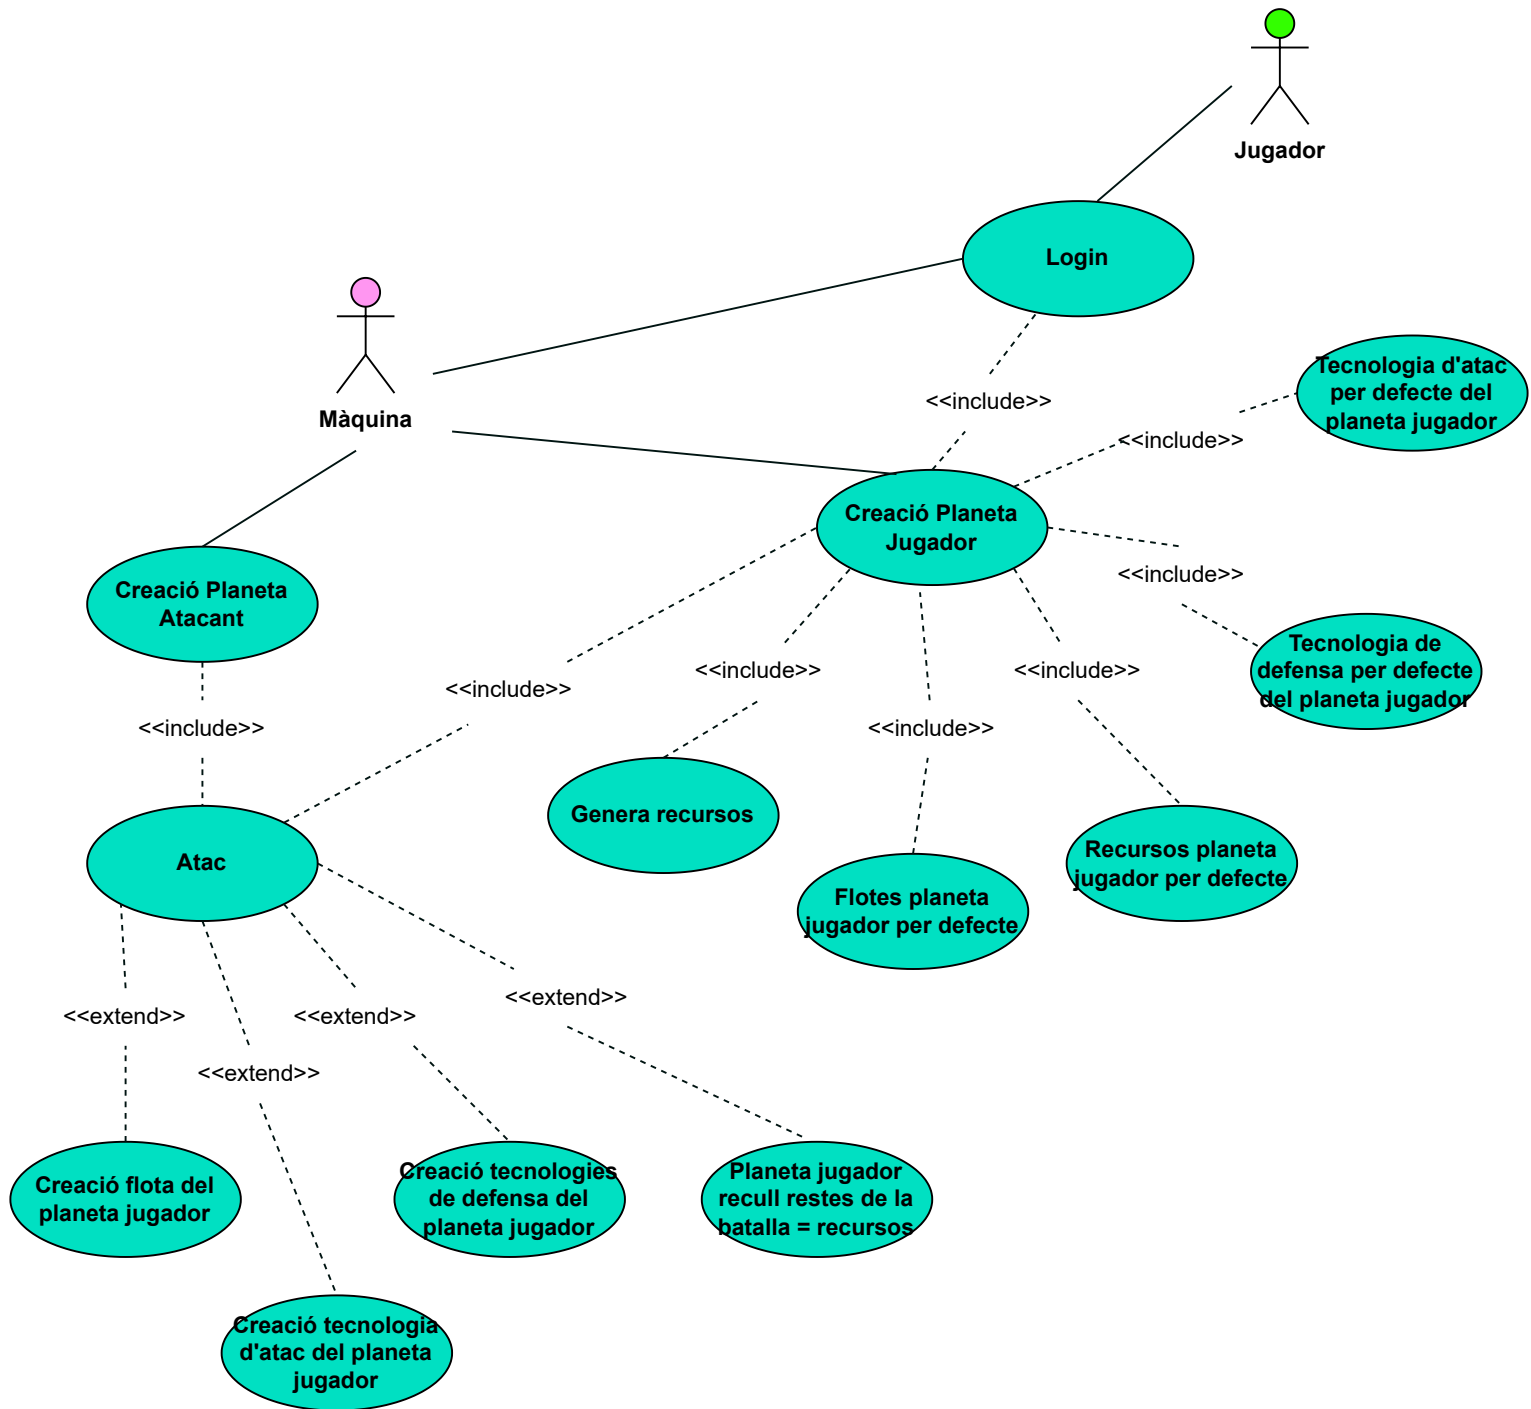 Jugador
Login
Màquina
<<include>>
Tecnologia d'atac
per defecte del
planeta jugador
<<include>>
Creació Planeta
Jugador
<<include>>
Creació Planeta
Atacant
<<include>>
<<include>>
<<include>>
<<include>>
<<include>>
<<include>>
Tecnologia de
defensa per defecte
del planeta jugador
Genera recursos
Atac
Recursos planeta
jugador per defecte
Flotes planeta
jugador per defecte
<<extend>>
<<extend>>
<<extend>>
<<extend>>
Creació flota del
planeta jugador
Creació tecnologies
de defensa del
planeta jugador
Planeta jugador
recull restes de la
batalla = recursos
Creació tecnologia
d'atac del planeta
jugador